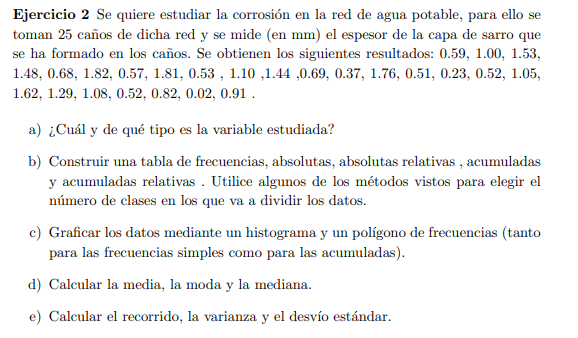 Ejercicio 2 Se quiere estudiar la corrosión en la red de agua potable, para ello se
toman 25 caños de dicha red y se mide (en mm) el espesor de la capa de sarro que
se ha formado en los caños. Se obtienen los siguientes resultados: 0.59, 1.00, 1.53,
1.48, 0.68, 1.82, 0.57, 1.81, 0.53 , 1.10 ,1.44 ,0.69, 0.37, 1.76, 0.51, 0.23, 0.52, 1.05,
1.62, 1.29, 1.08, 0.52, 0.82, 0.02, 0.91 .
a) ¿Cuál y de qué tipo es la variable estudiada?
b) Construir una tabla de frecuencias, absolutas, absolutas relativas , acumuladas
y acumuladas relativas . Utilice algunos de los métodos vistos para elegir el
número de clases en los que va a dividir los datos.
c) Graficar los datos mediante un histograma y un polígono de frecuencias (tanto
para las frecuencias simples como para las acumuladas).
d) Calcular la media, la moda y la mediana.
e) Calcular el recorrido, la varianza y el desvío estándar.